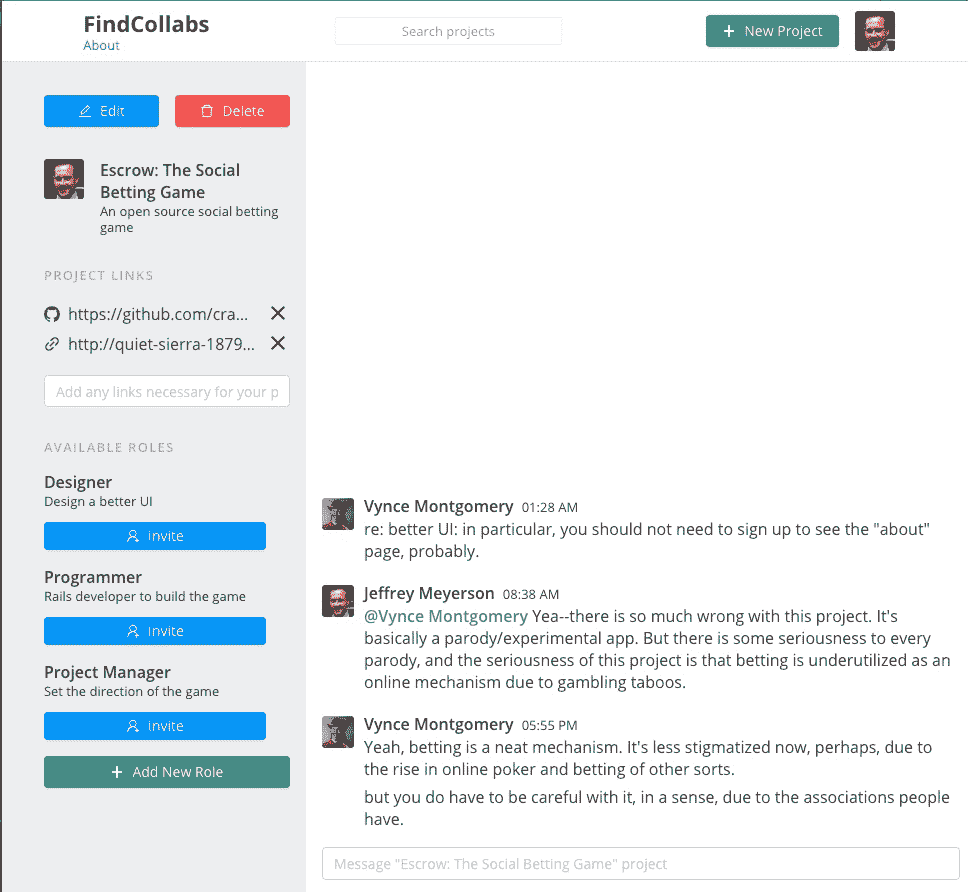 FindCollabs
About
Search projects
+ New Project
Edit
Delete
Escrow: The Social
Betting Game
An open source social betting
game
PROJECT LINKS
https://github.com/cra...
http://quiet-sierra-1879...
Add any links necessary for your p
AVAILABLE ROLES
Designer
Design a better UI
Invite
Programmer
Rails developer to build the game
Invite
Project Manager
Set the direction of the game
Invite
+ Add New Role
Vynce Montgomery 01:28 AM
re: better UI: in particular, you should not need to sign up to see the "about"
page, probably.
Jeffrey Meyerson 08:38 AM
@Vynce Montgomery Yea--there is so much wrong with this project. It's
basically a parody/experimental app. But there is some seriousness to every
parody, and the seriousness of this project is that betting is underutilized as an
online mechanism due to gambling taboos.
Vynce Montgomery 05:55 PM
Yeah, betting is a neat mechanism. It's less stigmatized now, perhaps, due to
the rise in online poker and betting of other sorts.
but you do have to be careful with it, in a sense, due to the associations people
have.
Message "Escrow: The Social Betting Game" project